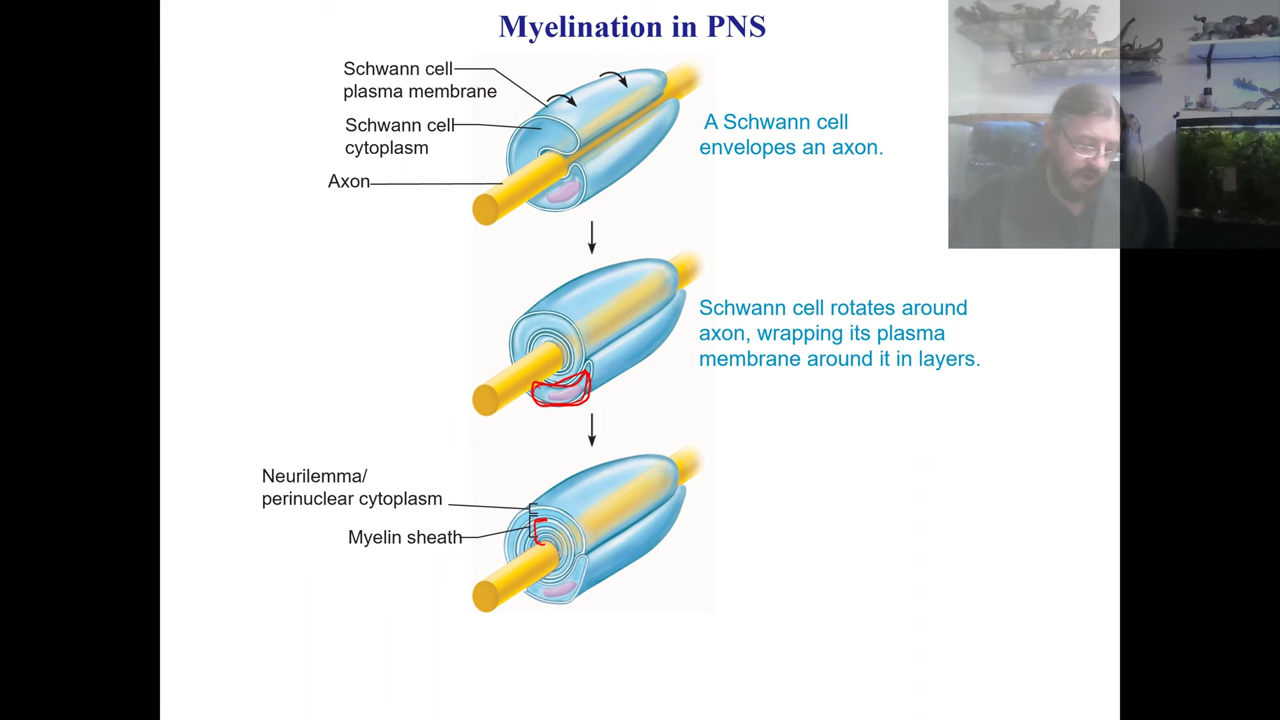 Myelination in PNS
Schwann cell
plasma membrane
Schwann cell
cytoplasm
Axon
A Schwann cell
envelopes an axon.
Schwann cell rotates around
axon, wrapping its plasma
membrane around it in layers.
Neurilemma/
perinuclear cytoplasm
Myelin sheath